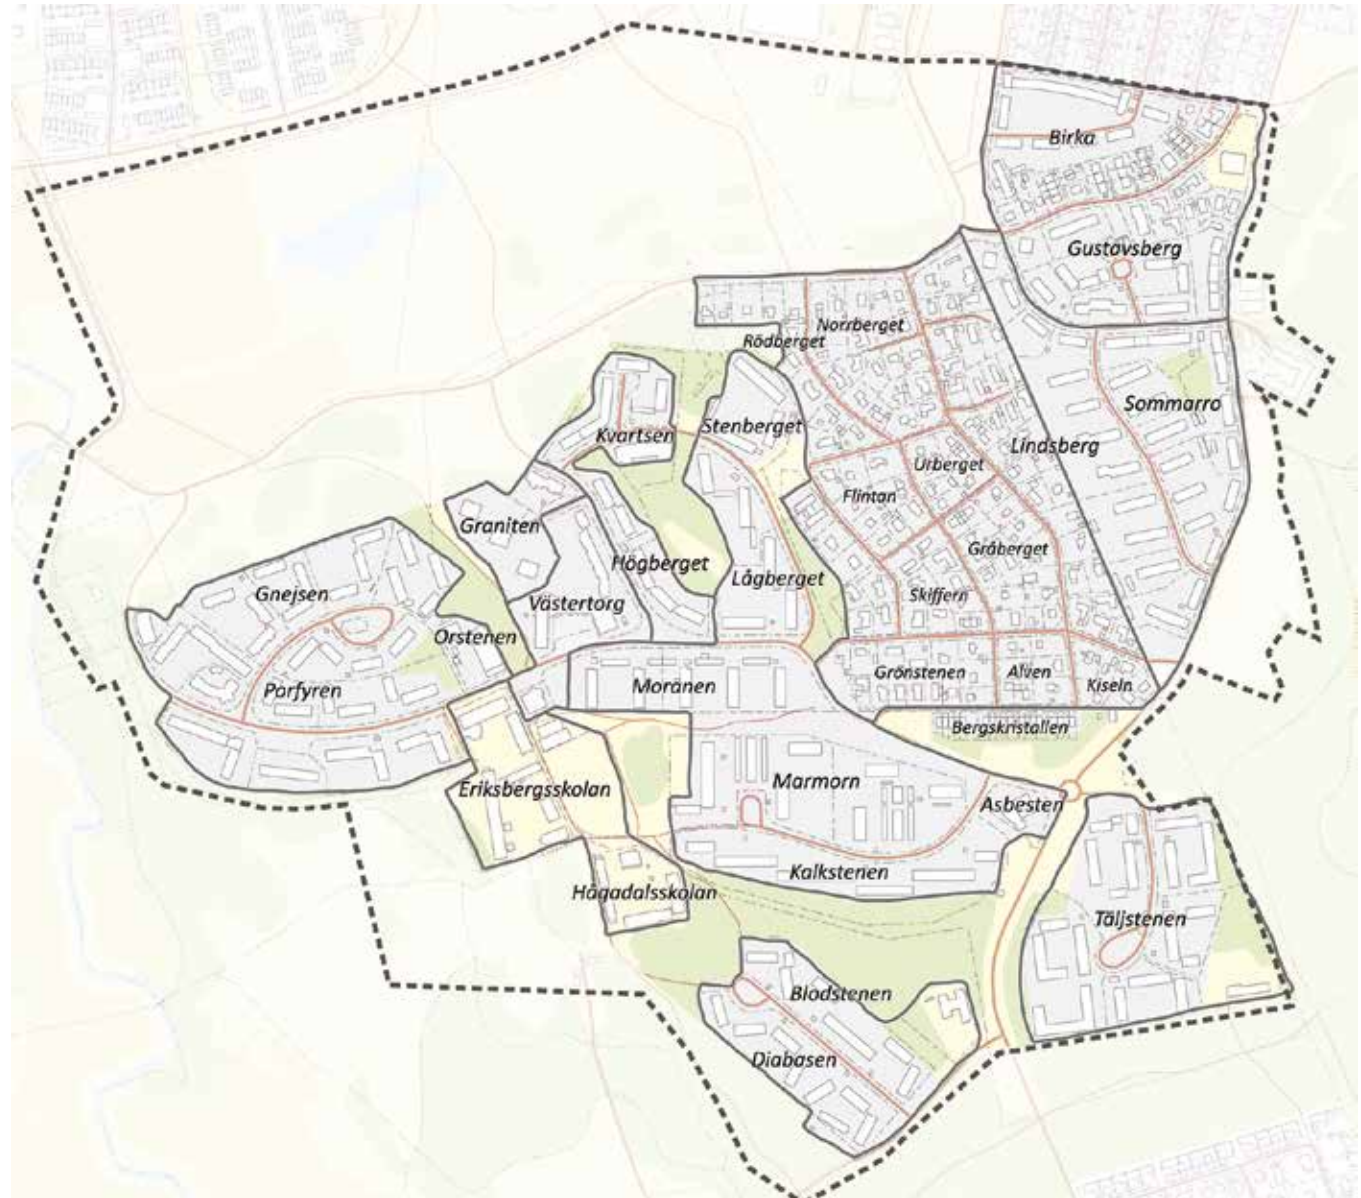 Birka
Gustavsberg
Norrberget
Rödberget
Sommarro
Stenberget
Kvartsen
Lindsberg
Urberget
Flintan
Graniten
Gråberget
Högberget
Lågberget
Gnejsen
Skiffern
Västertorg
Orstenen
Grönstenen
Alven
Kiseln
Porfyren
Moränen
Bergskristallen
Marmorn
Eriksbergsskolan
Asbesten
Kalkstenen
Hågadalsskolan
Täljstenen
Blodstenen
Diabasen